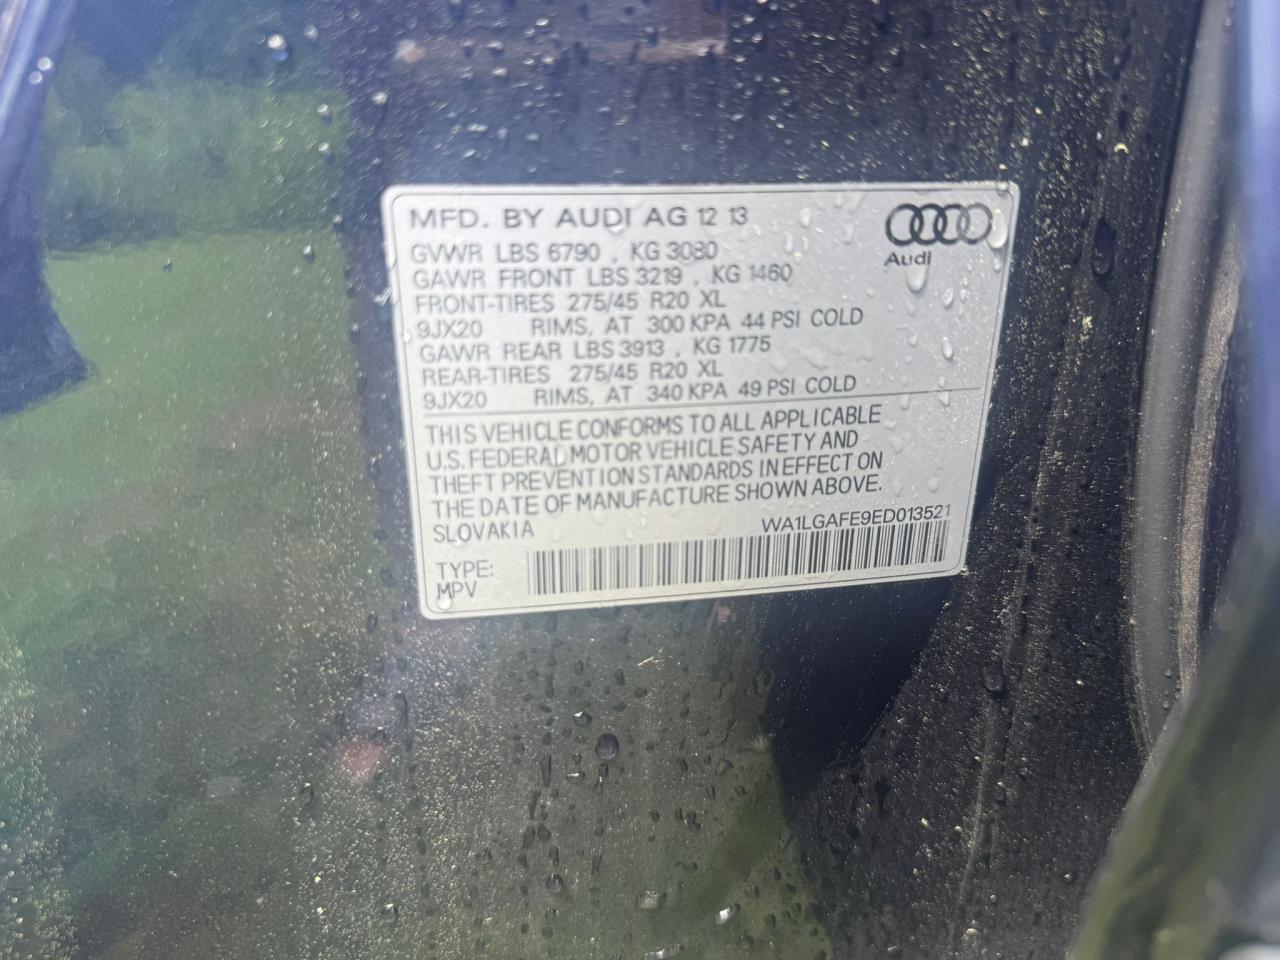 MFD. BY AUDI AG 12 13
Audi
GVWR LBS 6790 , KG 3080
GAWR FRONT LBS 3219 , KG 1460
FRONT-TIRES 275/45 R20 XL
9JX20 RIMS, AT 300 KPA 44 PSI COLD
GAWR REAR LBS 3913 , KG 1775
REAR-TIRES 275/45 R20 XL
9JX20 RIMS, AT 340 KPA 49 PSI COLD
THIS VEHICLE CONFORMS TO ALL APPLICABLE
U.S. FEDERAL MOTOR VEHICLE SAFETY AND
THEFT PREVENTION STANDARDS IN EFFECT ON
THE DATE OF MANUFACTURE SHOWN ABOVE.
SLOVAKIA WA1LGAFE9ED013521
TYPE:
MPV